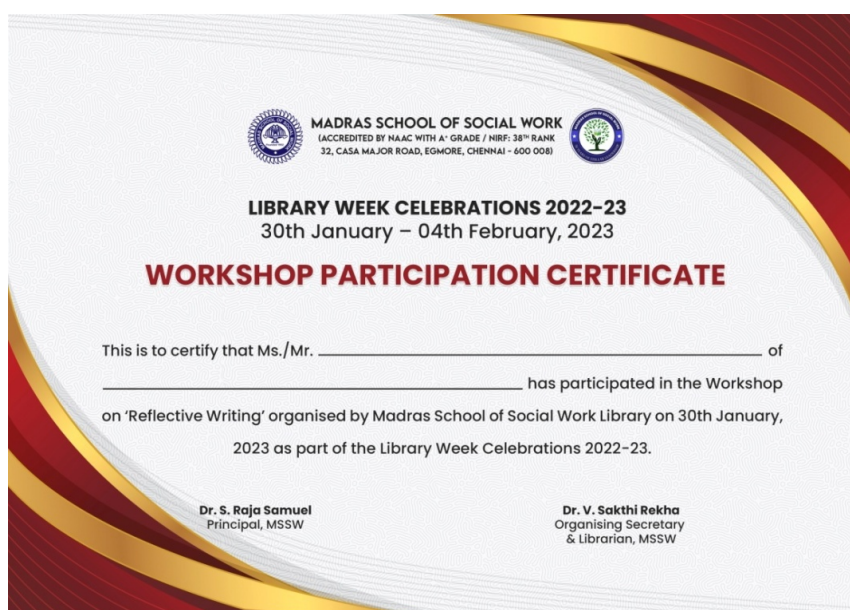 MADRAS SCHOOL OF SOCIAL WORK
(ACCREDITED BY NAAC WITH A+ GRADE / NIRF: 38TH RANK
32, CASA MAJOR ROAD, EGMORE, CHENNAI - 600 008)
LIBRARY WEEK CELEBRATIONS 2022-23
30th January – 04th February, 2023
WORKSHOP PARTICIPATION CERTIFICATE
This is to certify that Ms./Mr. of
has participated in the Workshop
on ‘Reflective Writing’ organised by Madras School of Social Work Library on 30th January,
2023 as part of the Library Week Celebrations 2022-23.
Dr. S. Raja Samuel
Principal, MSSW
Dr. V. Sakthi Rekha
Organising Secretary
& Librarian, MSSW